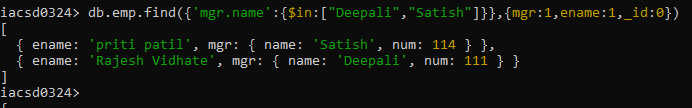 iacsd0324> db.emp.find({'mgr.name':{$in:["Deepali","Satish"]}},{mgr:1,ename:1,_id:0})
[
  { ename: 'priti patil', mgr: { name: 'Satish', num: 114 } },
  { ename: 'Rajesh Vidhate', mgr: { name: 'Deepali', num: 111 } }
]
iacsd0324>